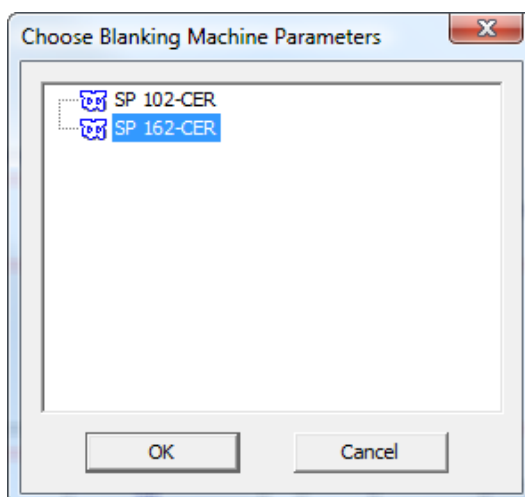 Choose Blanking Machine Parameters
SP 102-CER
SP 162-CER
OK Cancel